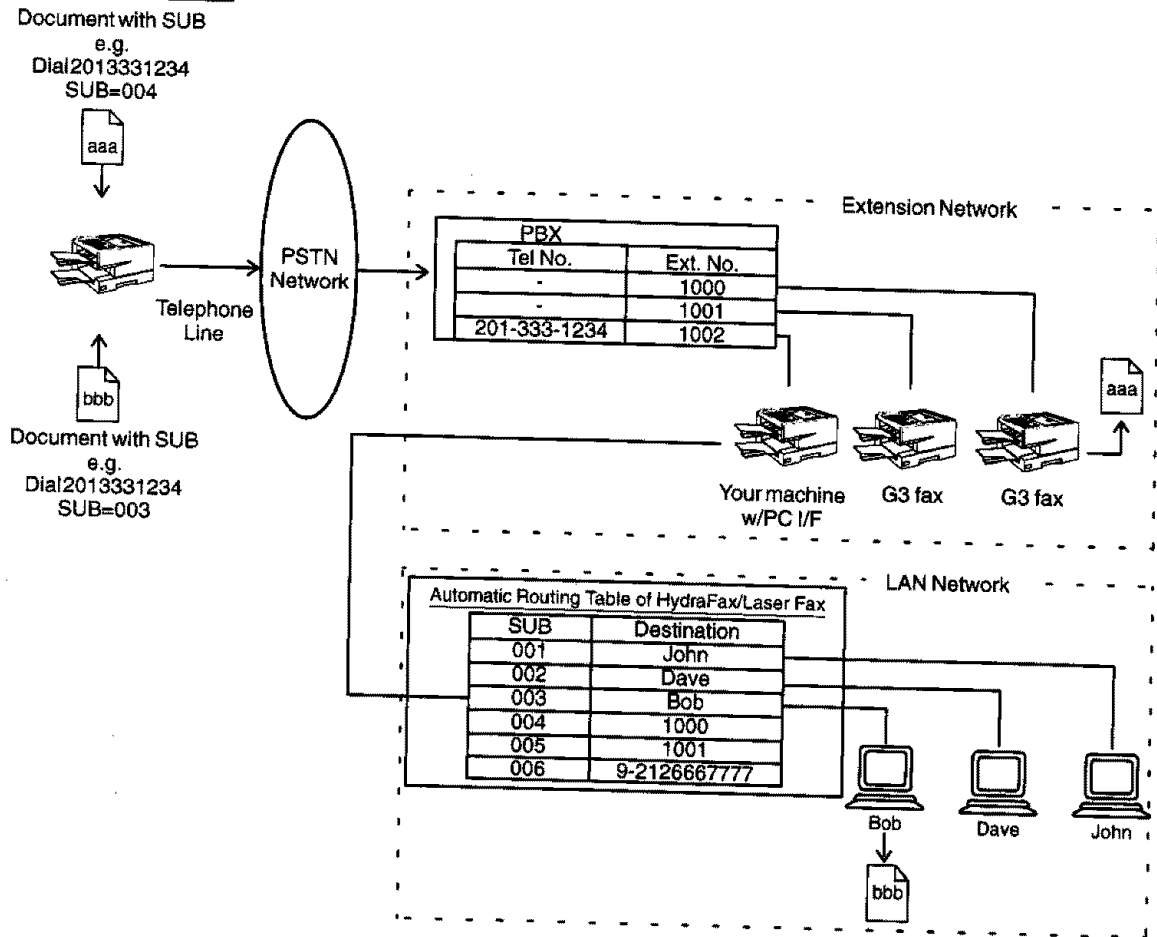 Document with SUB
e.g.
Dial2013331234
SUB=004
aaa
PSTN
Network
Telephone
Line
bbb
Document with SUB
e.g.
Dial2013331234
SUB=003
Extension Network
PBX
Tel No. Ext. No.
- 1000
- 1001
201-333-1234 1002
aaa
Your machine
w/PC I/F
G3 fax
G3 fax
LAN Network
Automatic Routing Table of HydraFax/Laser Fax
SUB Destination
001 John
002 Dave
003 Bob
004 1000
005 1001
006 9-2126667777
Bob
Dave
John
bbb